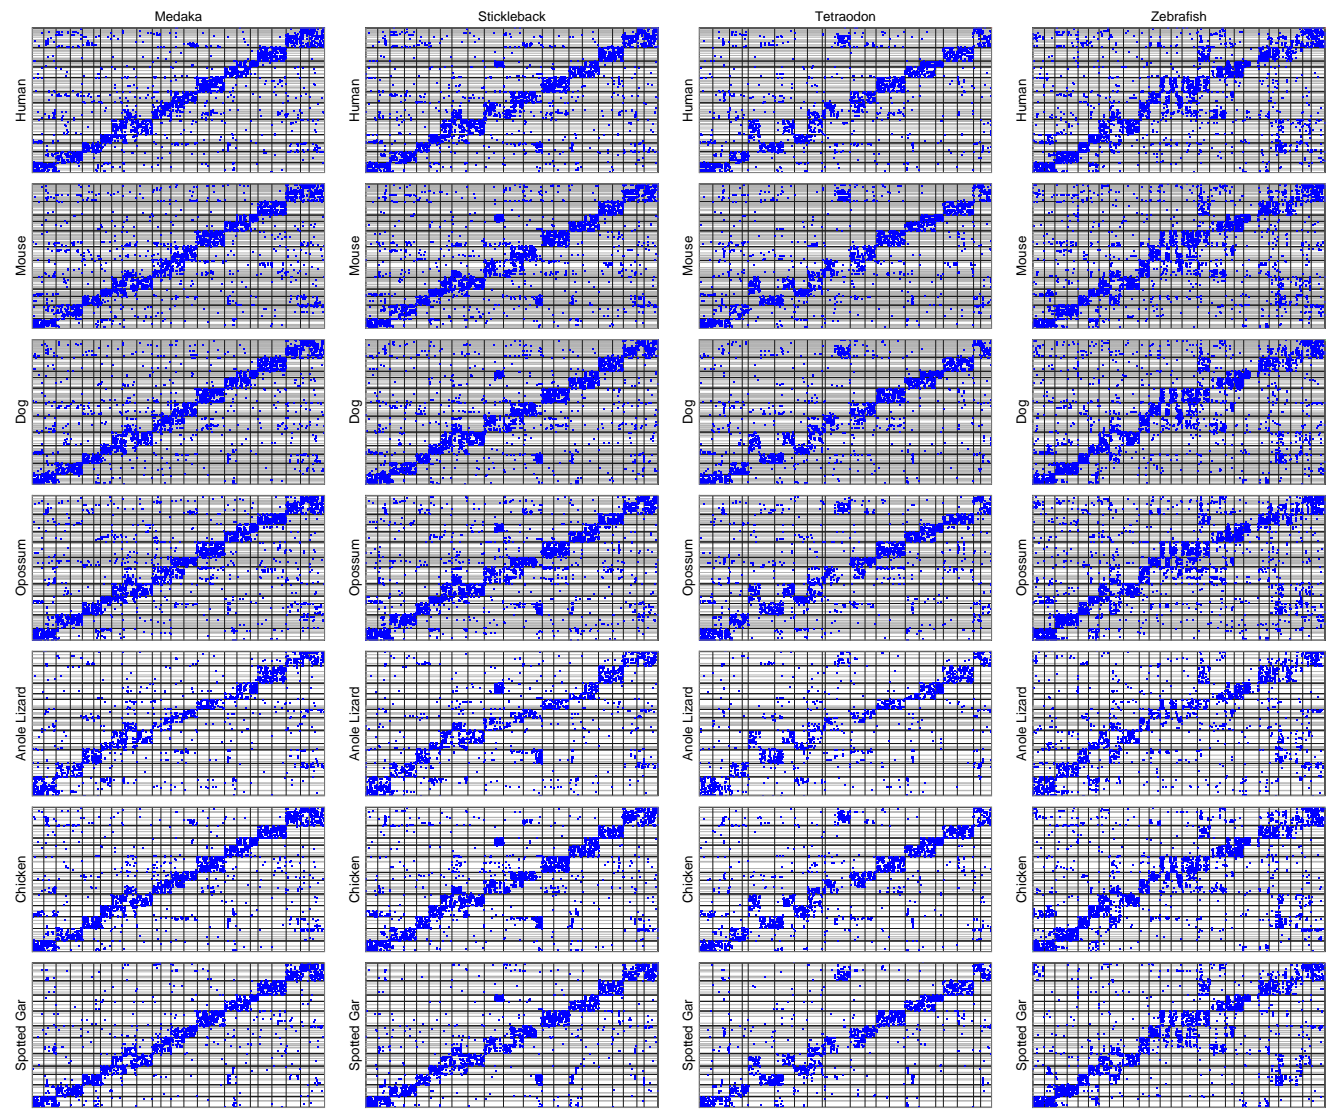 Medaka
Stickleback
Tetraodon
Zebrafish
Human
Human
Human
Human
Mouse
Mouse
Mouse
Mouse
Dog
Dog
Dog
Dog
Opossum
Opossum
Opossum
Opossum
Anole Lizard
Anole Lizard
Anole Lizard
Anole Lizard
Chicken
Chicken
Chicken
Chicken
Spotted Gar
Spotted Gar
Spotted Gar
Spotted Gar